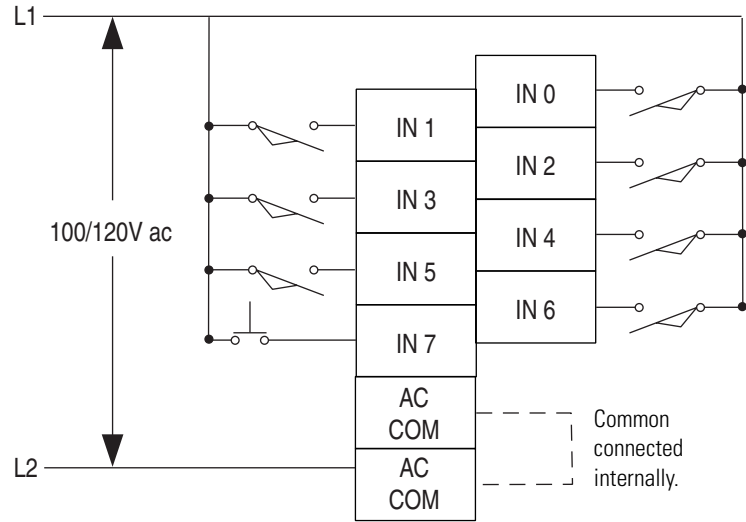 L1
IN 0
IN 1
IN 2
IN 3
100/120V ac
IN 4
IN 5
IN 6
IN 7
AC
COM
Common
connected
internally.
L2
AC
COM